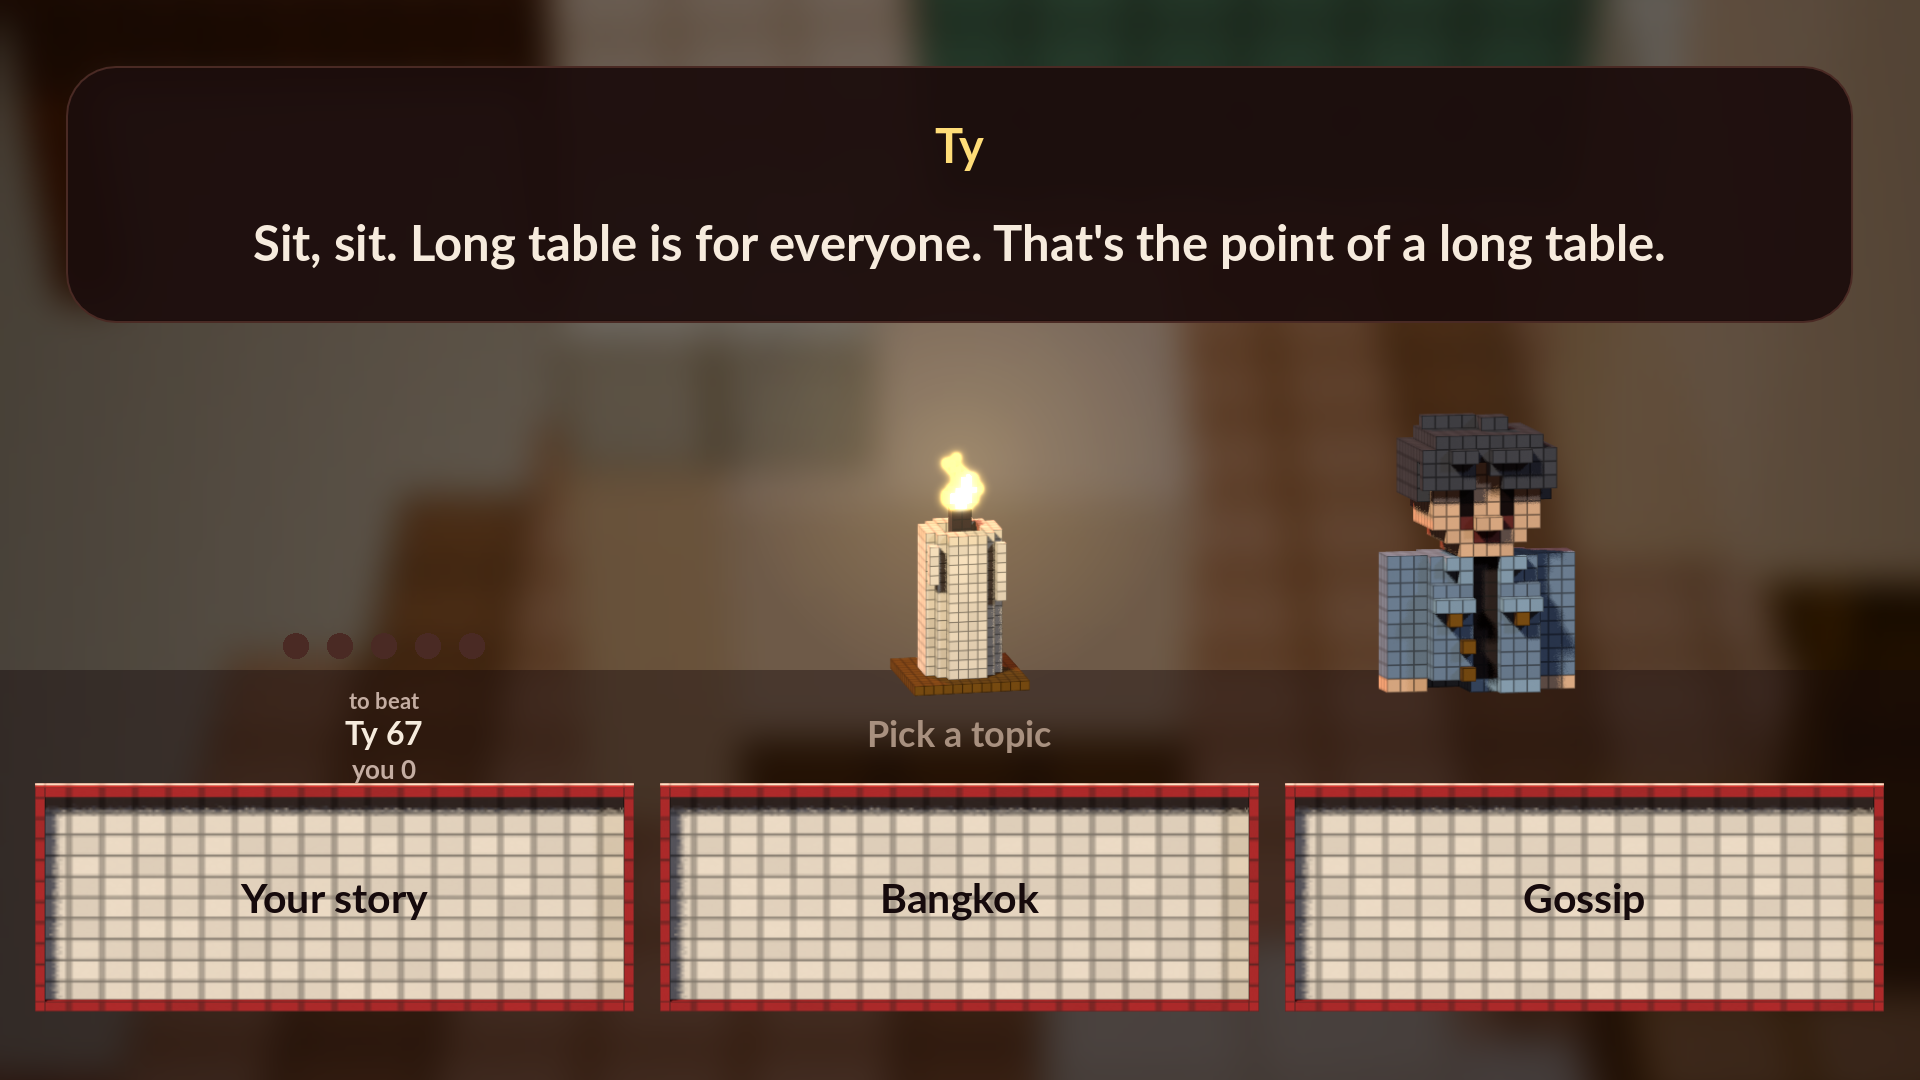 Ty
Sit, sit. Long table is for everyone. That's the point of a long table.
to beat
Ty 67
you 0
Pick a topic
Your story
Bangkok
Gossip